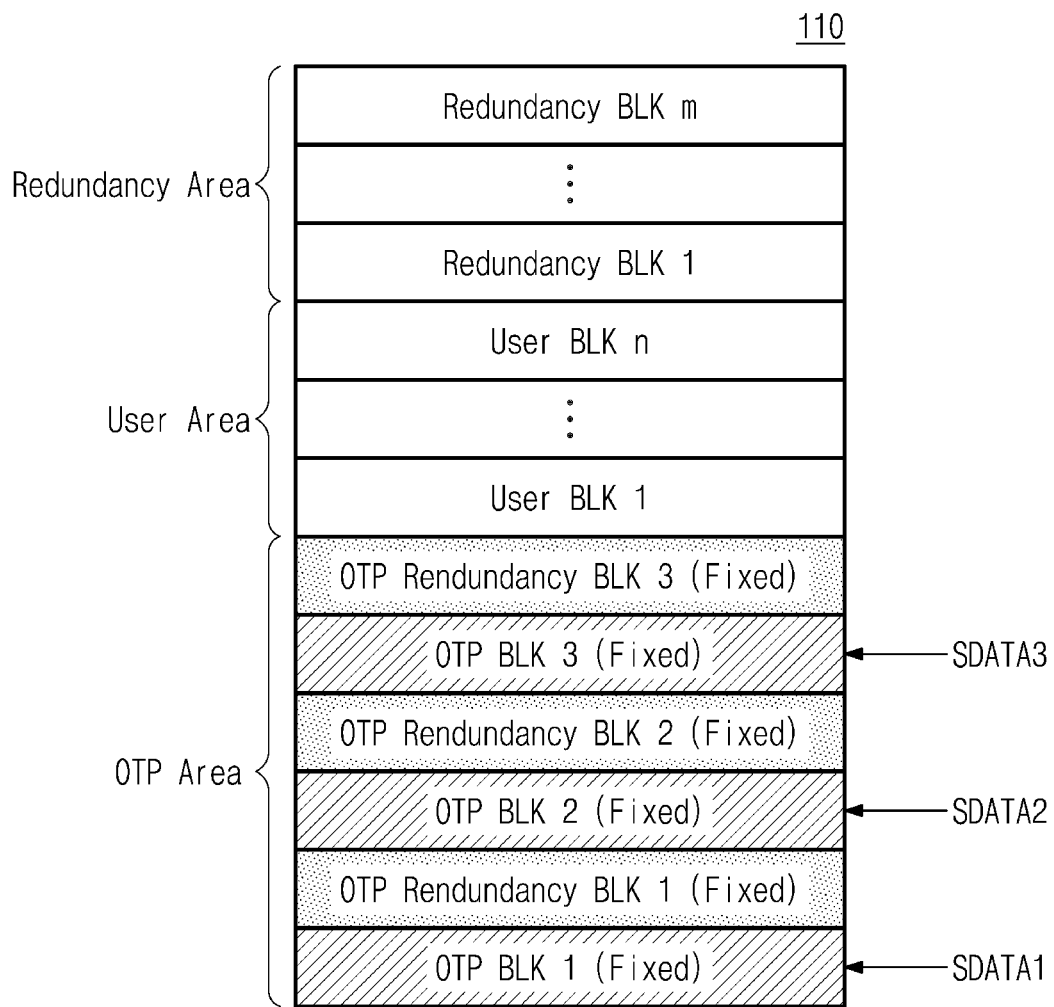 110
Redundancy BLK m
Redundancy Area
Redundancy BLK 1
User BLK n
User Area
User BLK 1
OTP Rendundancy BLK 3 (Fixed)
OTP BLK 3 (Fixed)
SDATA3
OTP Rendundancy BLK 2 (Fixed)
OTP Area
OTP BLK 2 (Fixed)
SDATA2
OTP Rendundancy BLK 1 (Fixed)
OTP BLK 1 (Fixed)
SDATA1